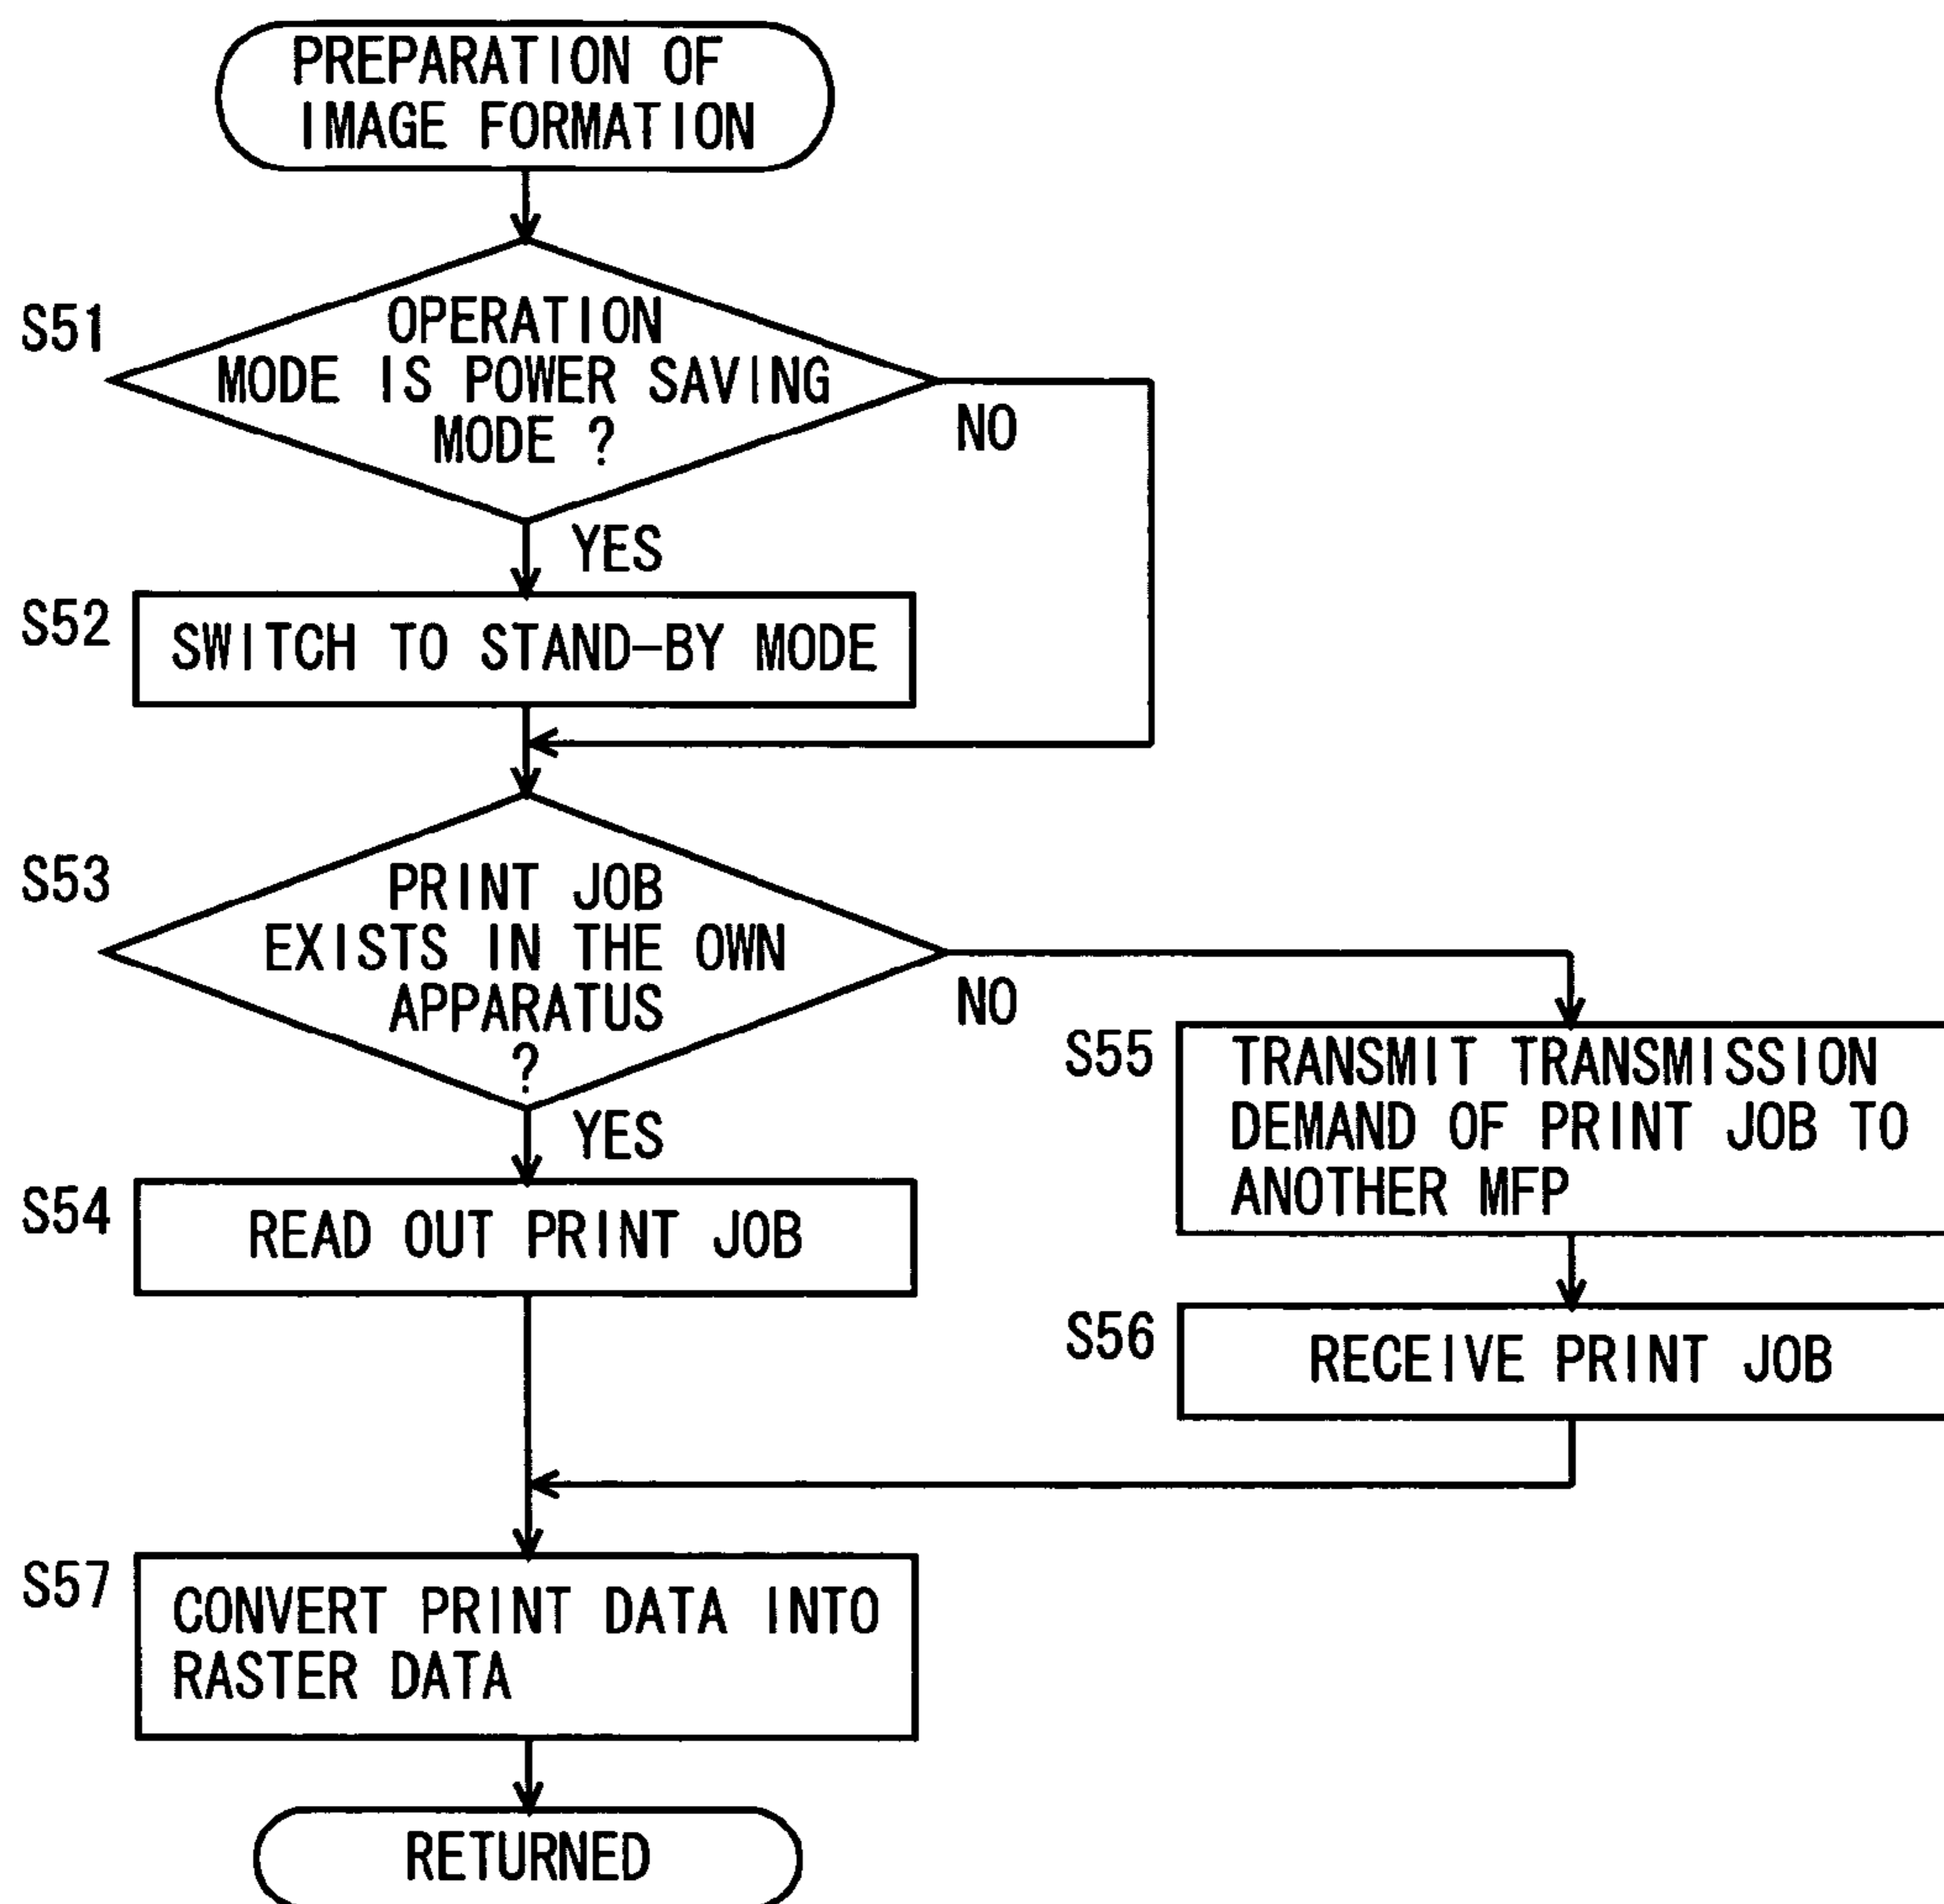 PREPARATION OF
IMAGE FORMATION
S51
OPERATION
MODE IS POWER SAVING
MODE ?
NO
YES
S52
SWITCH TO STAND-BY MODE
S53
PRINT JOB
EXISTS IN THE OWN
APPARATUS
?
NO
YES
S55
TRANSMIT TRANSMISSION
DEMAND OF PRINT JOB TO
ANOTHER MFP
S54
READ OUT PRINT JOB
S56
RECEIVE PRINT JOB
S57
CONVERT PRINT DATA INTO
RASTER DATA
RETURNED